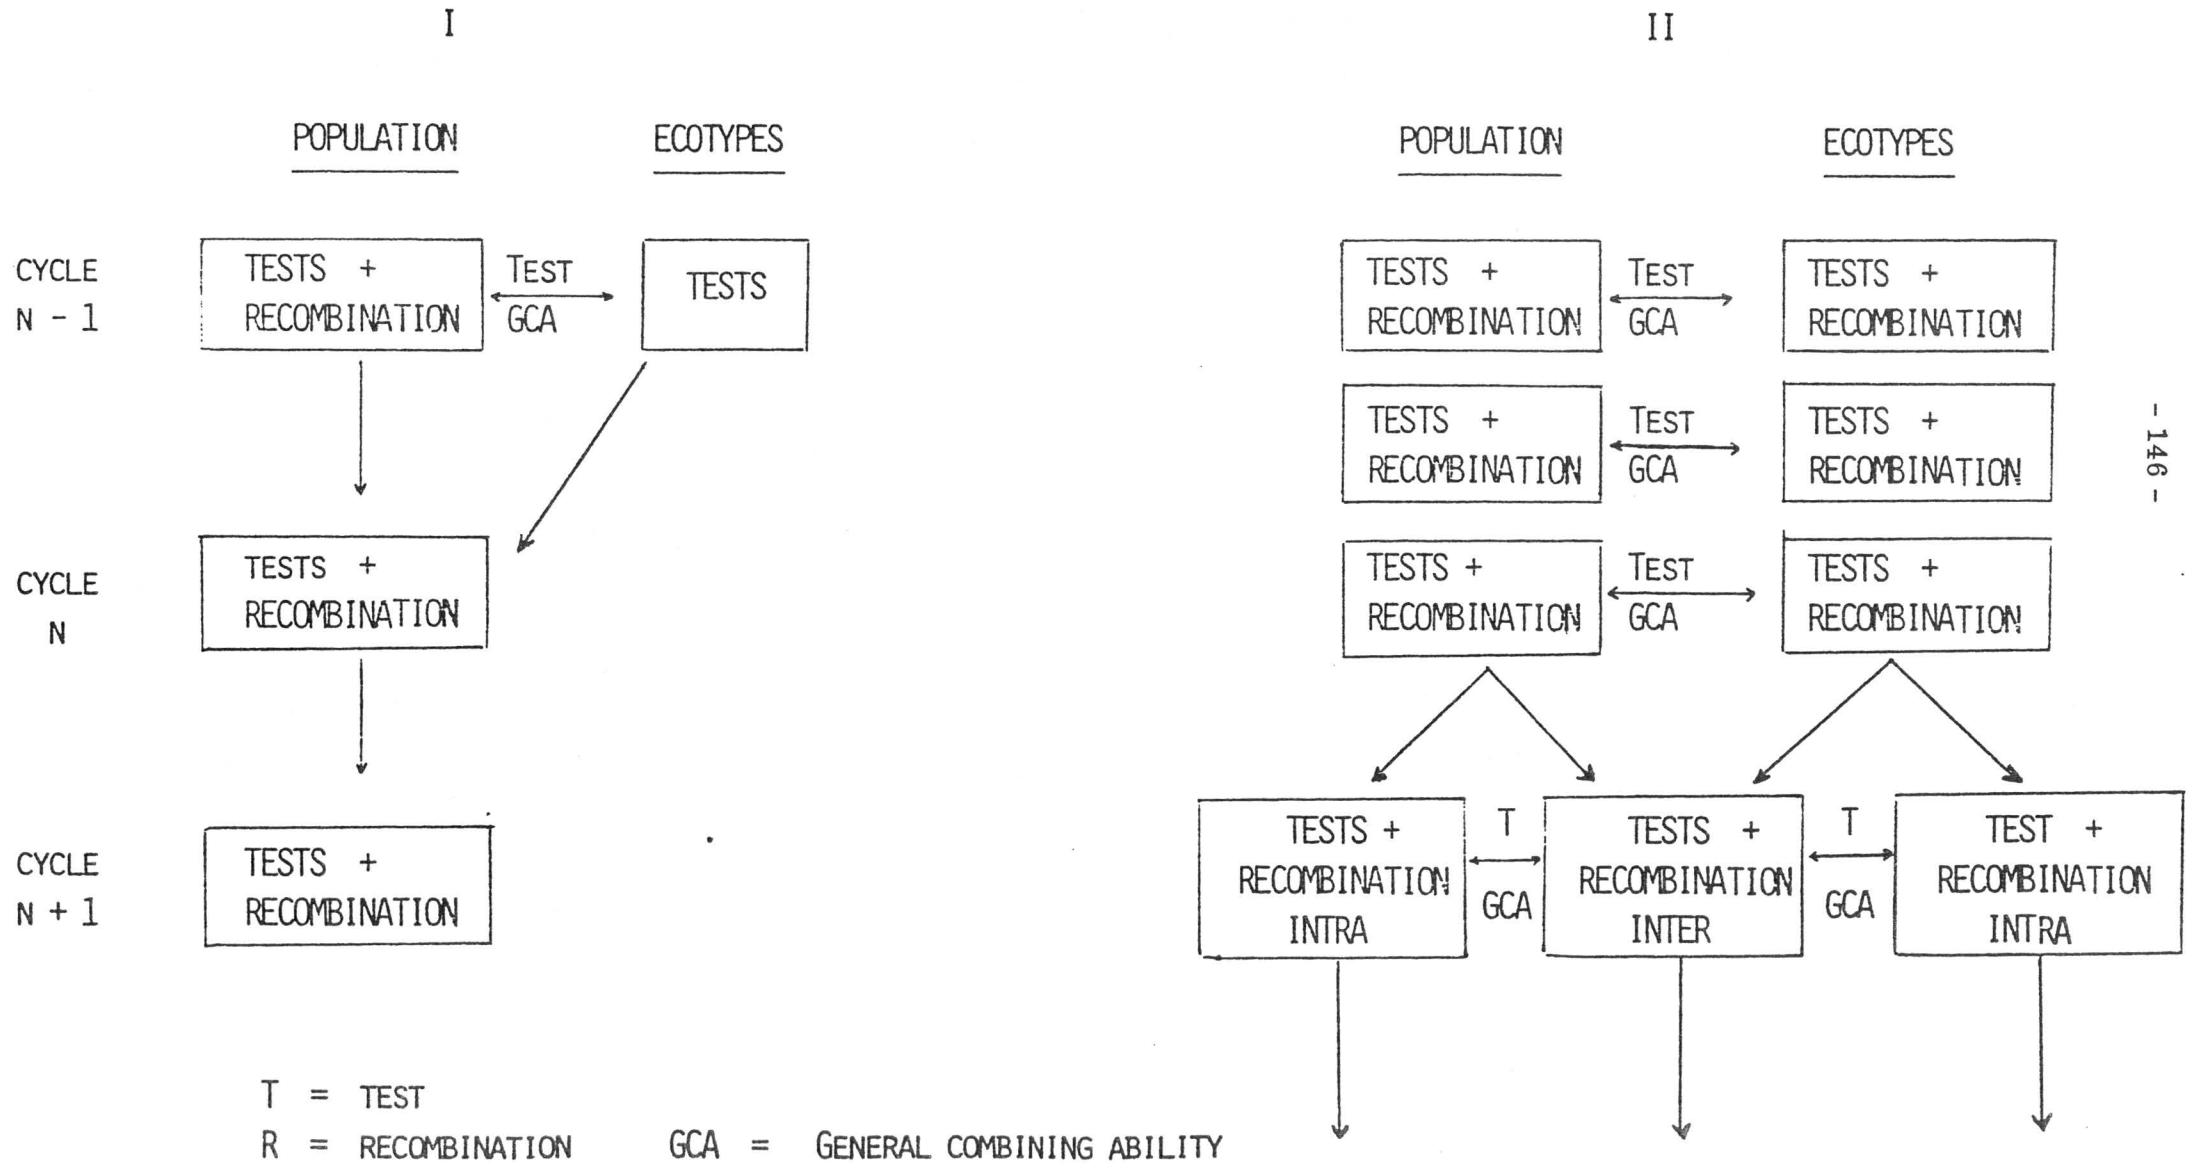 I
II
POPULATION
ECOTYPES
POPULATION
ECOTYPES
CYCLE
N - 1
TESTS +
RECOMBINATION
TEST
GCA
TESTS
TESTS +
RECOMBINATION
TEST
GCA
TESTS +
RECOMBINATION
TESTS +
RECOMBINATION
TEST
GCA
TESTS +
RECOMBINATION
- 146 -
CYCLE
N
TESTS +
RECOMBINATION
TESTS +
RECOMBINATION
TEST
GCA
TESTS +
RECOMBINATION
CYCLE
N + 1
TESTS +
RECOMBINATION
TESTS +
RECOMBINATION
INTRA
T
GCA
TESTS +
RECOMBINATION
INTER
T
GCA
TEST +
RECOMBINATION
INTRA
T = TEST
R = RECOMBINATION GCA = GENERAL COMBINING ABILITY